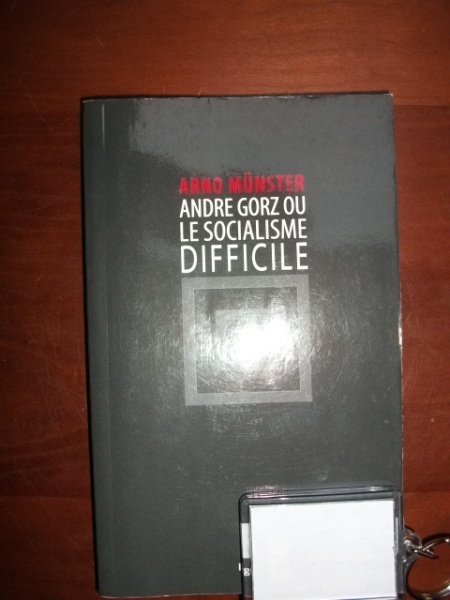 ARNO MÜNSTER
ANDRE GORZ OU
LE SOCIALISME
DIFFICILE